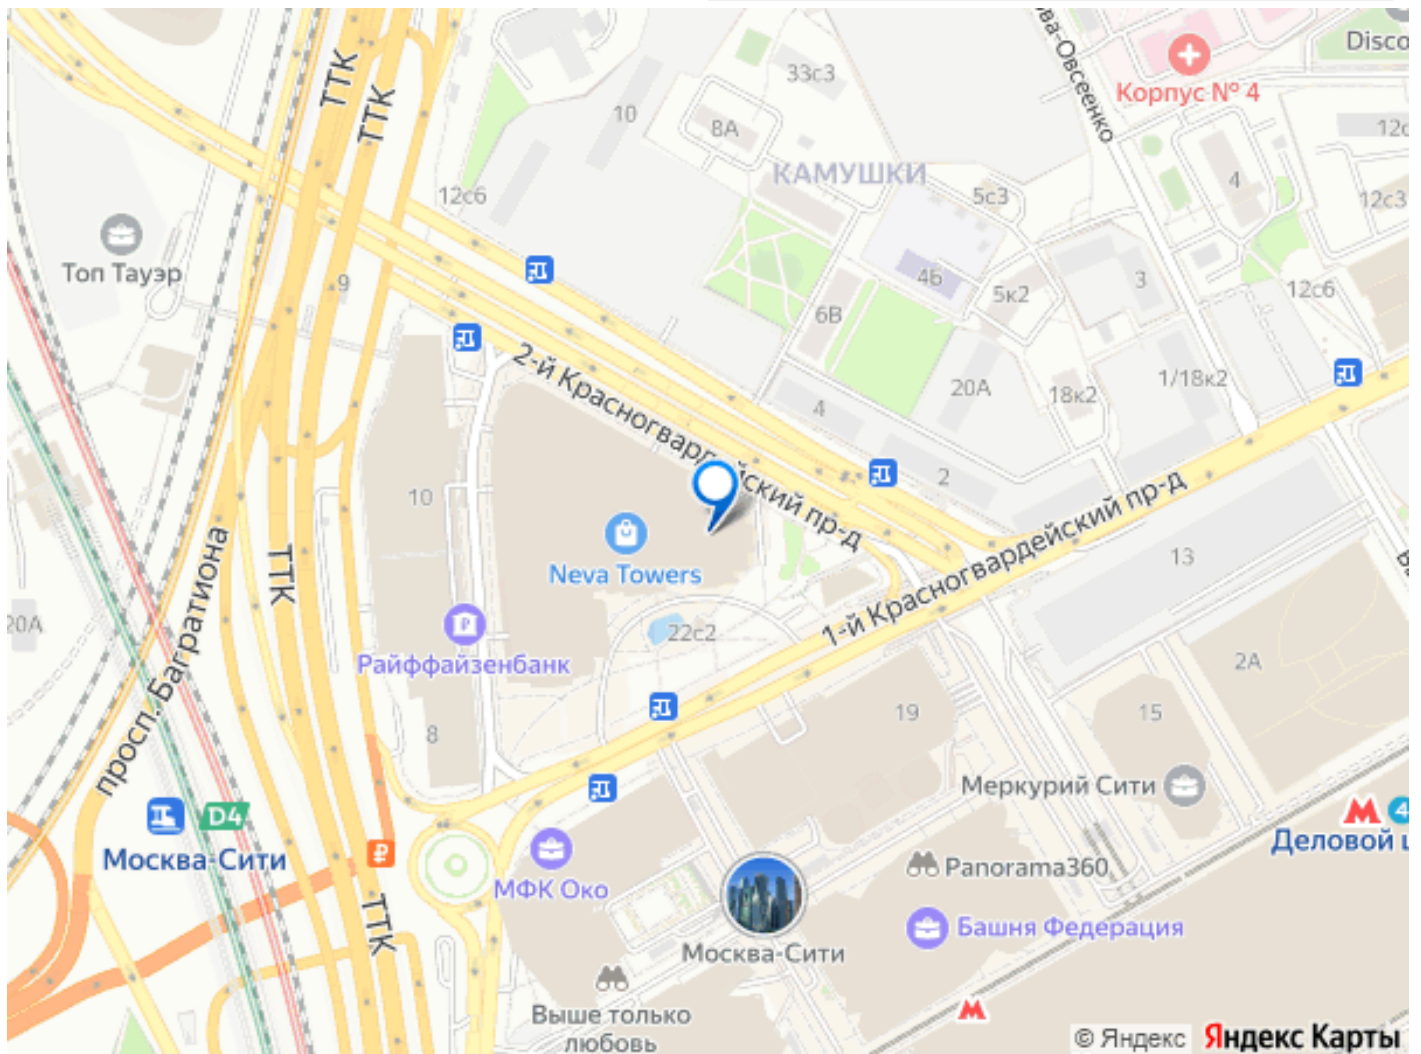 ТТК
ТТК
ва-Овсеенко
Disco
Корпус № 4
33с3
10
8А
12с
КАМУШКИ
4
12с6
5с3
12с3
Топ Тауэр
9
4Б
5к2
3
12с6
6В
2-й Красногвардейский пр-д
20А
18к2
1/18к2
4
2
10
1-й Красногвардейский пр-д
просп. Багратиона
ТТК
Neva Towers
13
20А
22с2
Райффайзенбанк
2А
8
19
15
Меркурий Сити
D4
Москва-Сити
₽
4
Деловой ц
МФК Око
Panorama360
ТТК
Башня Федерация
Москва-Сити
Выше только
любовь
© Яндекс Яндекс Карты